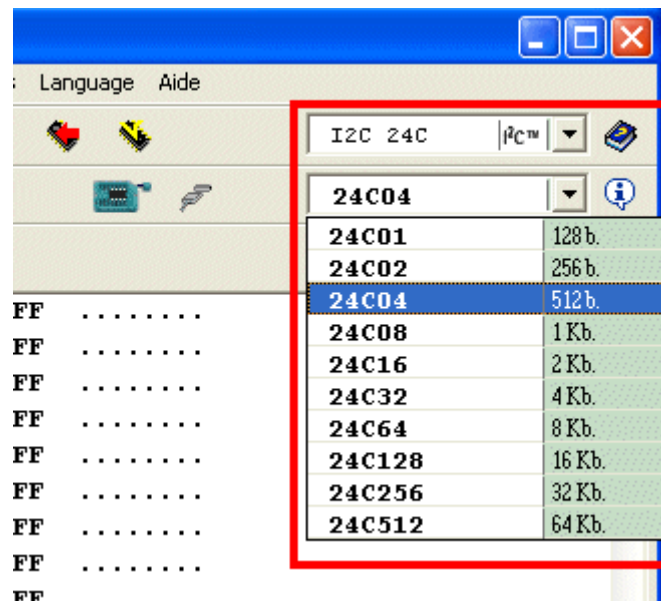 Language Aide
I2C 24C I²C™
24C04
24C01 128 b.
24C02 256 b.
24C04 512 b.
24C08 1 Kb.
24C16 2 Kb.
24C32 4 Kb.
24C64 8 Kb.
24C128 16 Kb.
24C256 32 Kb.
24C512 64 Kb.
FF ........
FF ........
FF ........
FF ........
FF ........
FF ........
FF ........
FF ........
FF